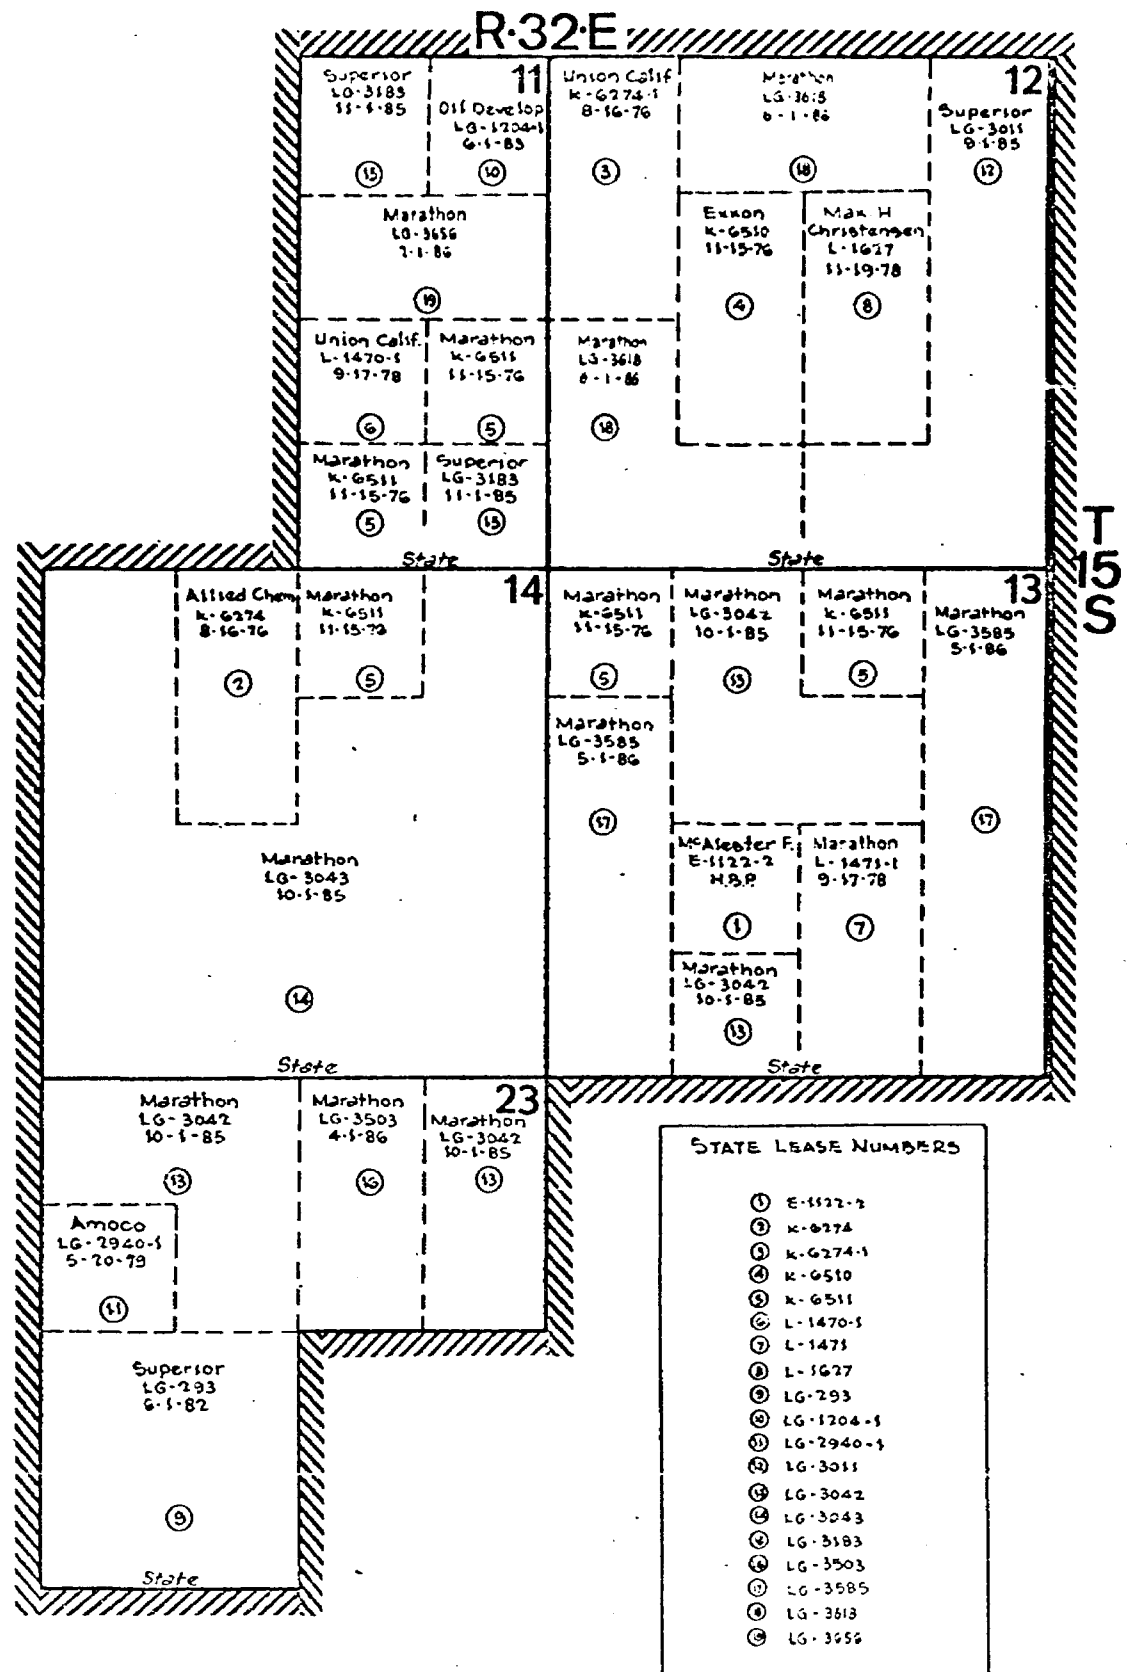 R-32-E
11
Superior
LG-3183
11-1-85
15
Oil Develop
LG-1204-1
6-1-83
10
Marathon
LG-3656
7-1-86
19
Union Calif.
L-1470-1
9-17-78
6
Marathon
K-6511
11-15-76
5
Marathon
K-6511
11-15-76
5
Superior
LG-3183
11-1-85
15
State
12
Union Calif
K-6274-1
8-16-76
3
Marathon
LG-3618
6-1-86
18
Superior
LG-3011
9-1-85
12
Exxon
K-6510
11-15-76
4
Max H
Christensen
L-1627
11-19-78
8
Marathon
LG-3618
6-1-86
18
State
T
15
S
14
Allied Chem
K-6274
8-16-76
2
Marathon
K-6511
5
Marathon
LG-3043
10-1-85
14
State
13
Marathon
K-6511
11-15-76
5
Marathon
LG-3042
10-1-85
13
Marathon
K-6511
11-15-76
5
Marathon
LG-3585
5-1-86
17
Marathon
LG-3585
5-1-86
17
McAlester F.
E-1122-2
H.B.P.
1
Marathon
L-1471-1
9-17-78
7
Marathon
LG-3042
10-1-85
13
State
23
Marathon
LG-3042
10-1-85
13
Marathon
LG-3503
4-1-86
16
Marathon
LG-3042
10-1-85
13
Amoco
LG-2940-1
5-20-79
11
Superior
LG-293
6-1-82
9
State
STATE LEASE NUMBERS
1 E-1122-2
2 K-6274
3 K-6274-1
4 K-6510
5 K-6511
6 L-1470-1
7 L-1471
8 L-1627
9 LG-293
10 LG-1204-1
11 LG-2940-1
12 LG-3011
13 LG-3042
14 LG-3043
15 LG-3183
16 LG-3503
17 LG-3585
18 LG-3618
19 LG-3656